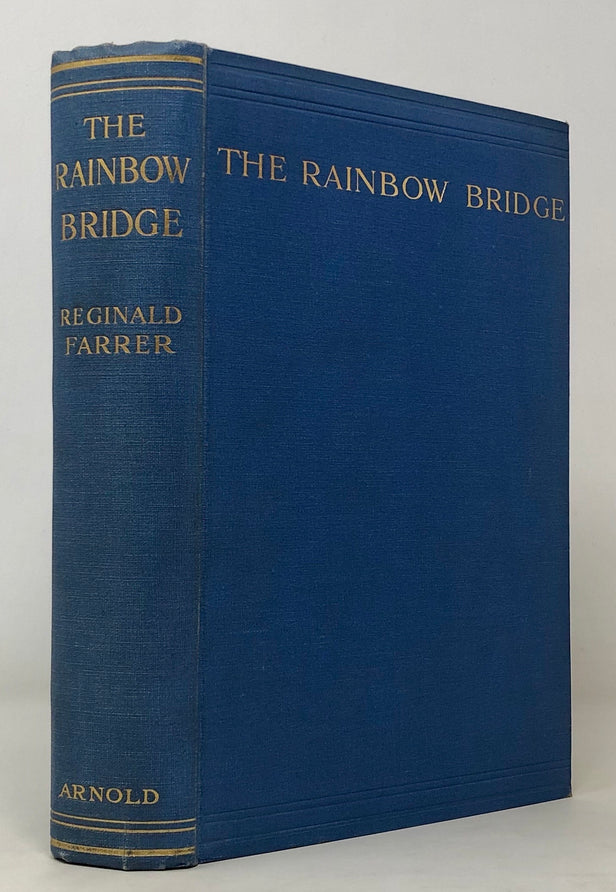 THE
RAINBOW
BRIDGE
REGINALD
FARRER
ARNOLD
THE RAINBOW BRIDGE